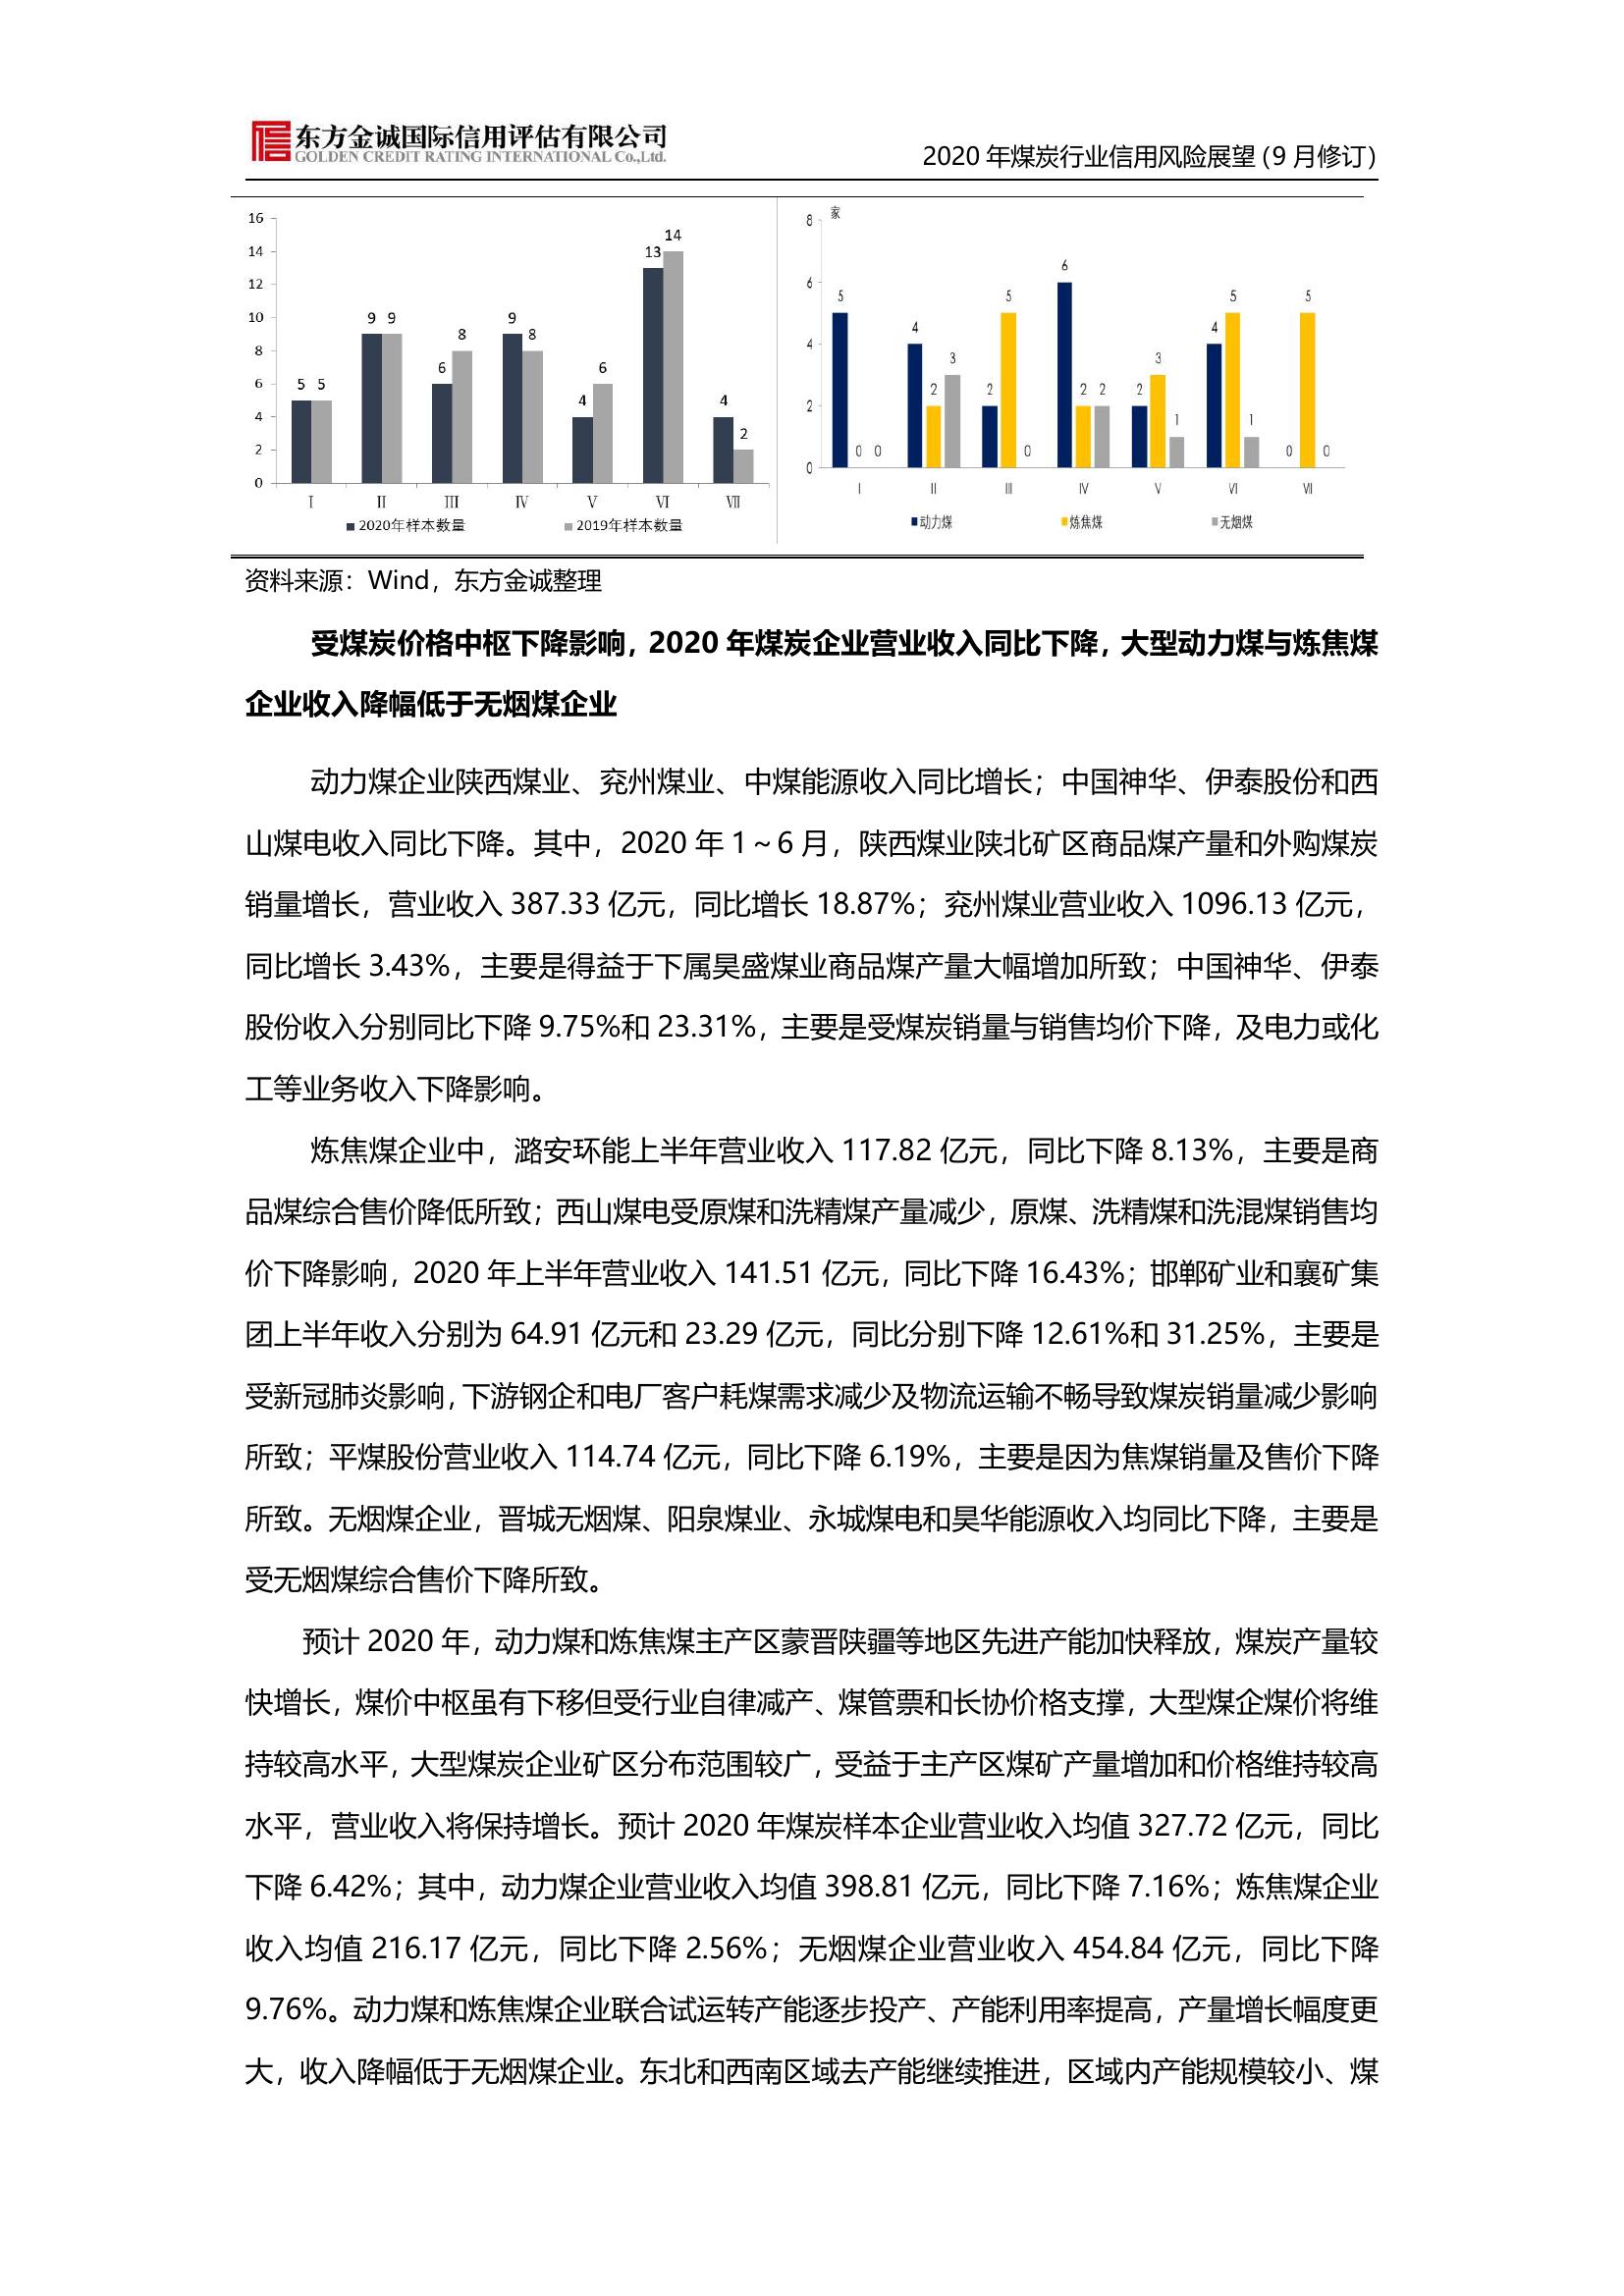 东方金诚国际信用评估有限公司
GOLDEN CREDIT RATING INTERNATIONAL Co.,Ltd.
2020 年煤炭行业信用风险展望(9 月修订)
16
14
12
10
8
6
4
2
0
5 5
9 9
6 8
9 8
4 6
13 14
4 2
I II III IV V VI VII
2020年样本数量 2019年样本数量
家
8
6
4
2
0
5 0 0
4 2 3
2 5 0
6 2 2
2 3 1
4 5 1
0 5 0
I II III IV V VI VII
动力煤 炼焦煤 无烟煤
资料来源：Wind，东方金诚整理
受煤炭价格中枢下降影响，2020 年煤炭企业营业收入同比下降，大型动力煤与炼焦煤
企业收入降幅低于无烟煤企业
动力煤企业陕西煤业、兖州煤业、中煤能源收入同比增长；中国神华、伊泰股份和西
山煤电收入同比下降。其中，2020 年 1～6 月，陕西煤业陕北矿区商品煤产量和外购煤炭
销量增长，营业收入 387.33 亿元，同比增长 18.87%；兖州煤业营业收入 1096.13 亿元，
同比增长 3.43%，主要是得益于下属昊盛煤业商品煤产量大幅增加所致；中国神华、伊泰
股份收入分别同比下降 9.75%和 23.31%，主要是受煤炭销量与销售均价下降，及电力或化
工等业务收入下降影响。
炼焦煤企业中，潞安环能上半年营业收入 117.82 亿元，同比下降 8.13%，主要是商
品煤综合售价降低所致；西山煤电受原煤和洗精煤产量减少，原煤、洗精煤和洗混煤销售均
价下降影响，2020 年上半年营业收入 141.51 亿元，同比下降 16.43%；邯郸矿业和襄矿集
团上半年收入分别为 64.91 亿元和 23.29 亿元，同比分别下降 12.61%和 31.25%，主要是
受新冠肺炎影响，下游钢企和电厂客户耗煤需求减少及物流运输不畅导致煤炭销量减少影响
所致；平煤股份营业收入 114.74 亿元，同比下降 6.19%，主要是因为焦煤销量及售价下降
所致。无烟煤企业，晋城无烟煤、阳泉煤业、永城煤电和昊华能源收入均同比下降，主要是
受无烟煤综合售价下降所致。
预计 2020 年，动力煤和炼焦煤主产区蒙晋陕疆等地区先进产能加快释放，煤炭产量较
快增长，煤价中枢虽有下移但受行业自律减产、煤管票和长协价格支撑，大型煤企煤价将维
持较高水平，大型煤炭企业矿区分布范围较广，受益于主产区煤矿产量增加和价格维持较高
水平，营业收入将保持增长。预计 2020 年煤炭样本企业营业收入均值 327.72 亿元，同比
下降 6.42%；其中，动力煤企业营业收入均值 398.81 亿元，同比下降 7.16%；炼焦煤企业
收入均值 216.17 亿元，同比下降 2.56%；无烟煤企业营业收入 454.84 亿元，同比下降
9.76%。动力煤和炼焦煤企业联合试运转产能逐步投产、产能利用率提高，产量增长幅度更
大，收入降幅低于无烟煤企业。东北和西南区域去产能继续推进，区域内产能规模较小、煤